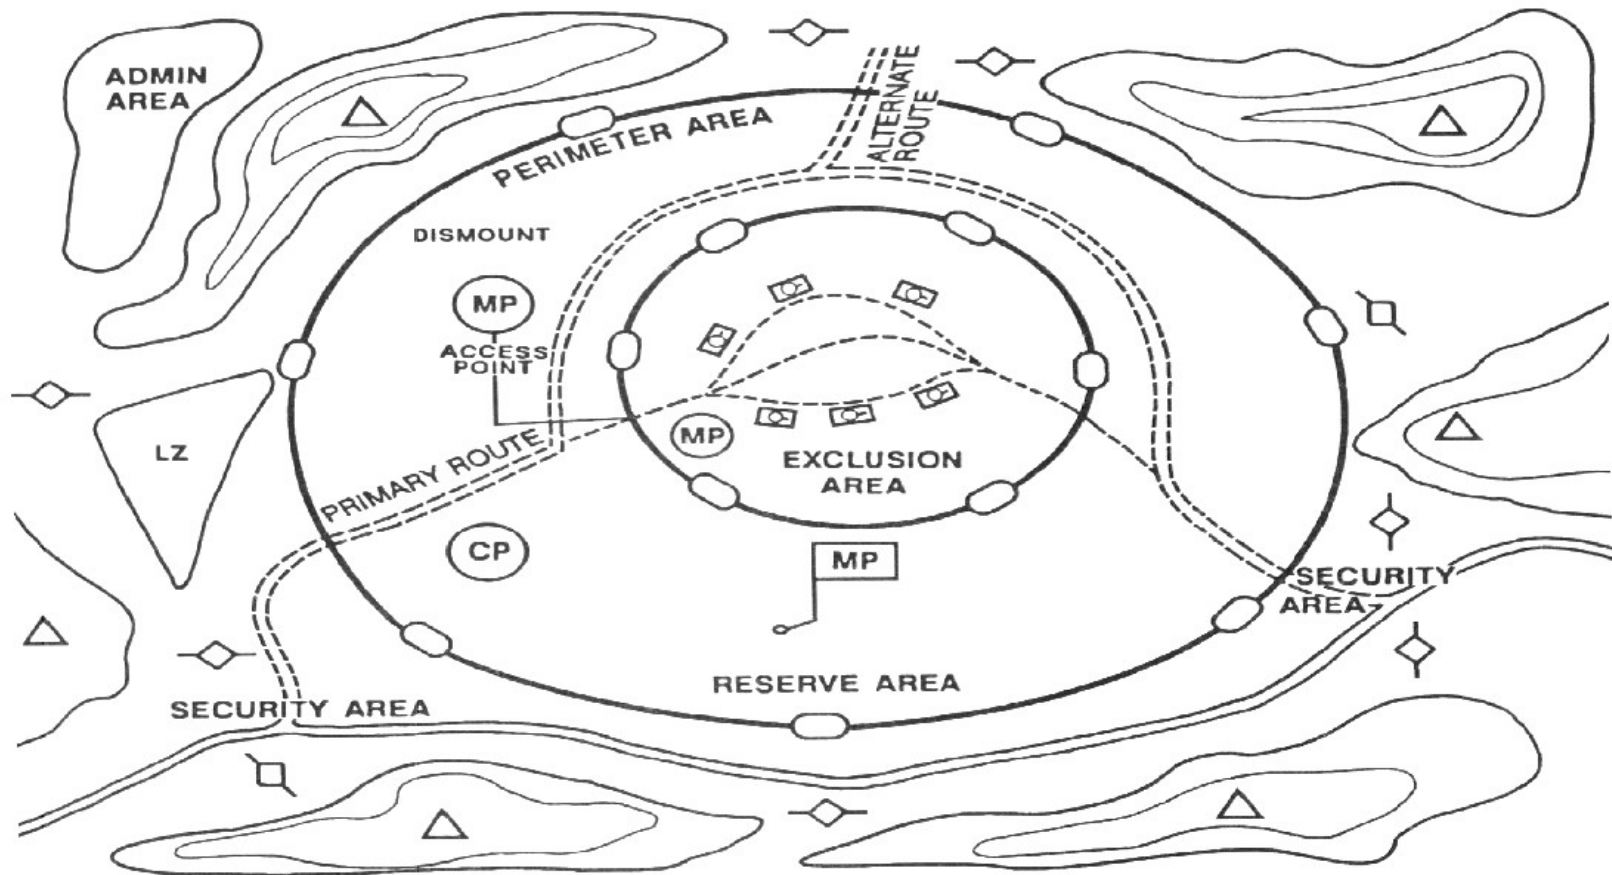 ADMIN
AREA
ALTERNATE
ROUTE
PERIMETER AREA
DISMOUNT
MP
ACCESS
POINT
MP
LZ
PRIMARY ROUTE
EXCLUSION
AREA
CP
MP
SECURITY
AREA
RESERVE AREA
SECURITY AREA